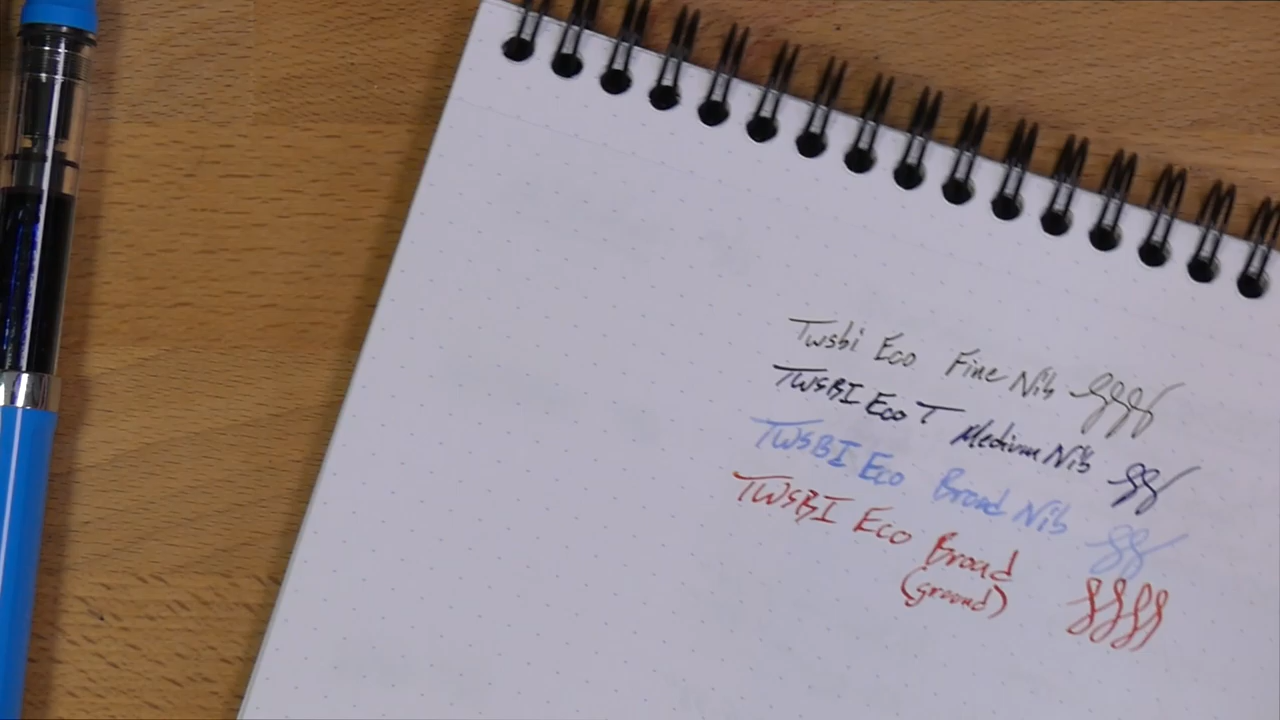 Twsbi Eco Fine Nib
TWSBI Eco T Medium Nib
TWSBI Eco Broad Nib
TWSBI Eco Broad
(ground)